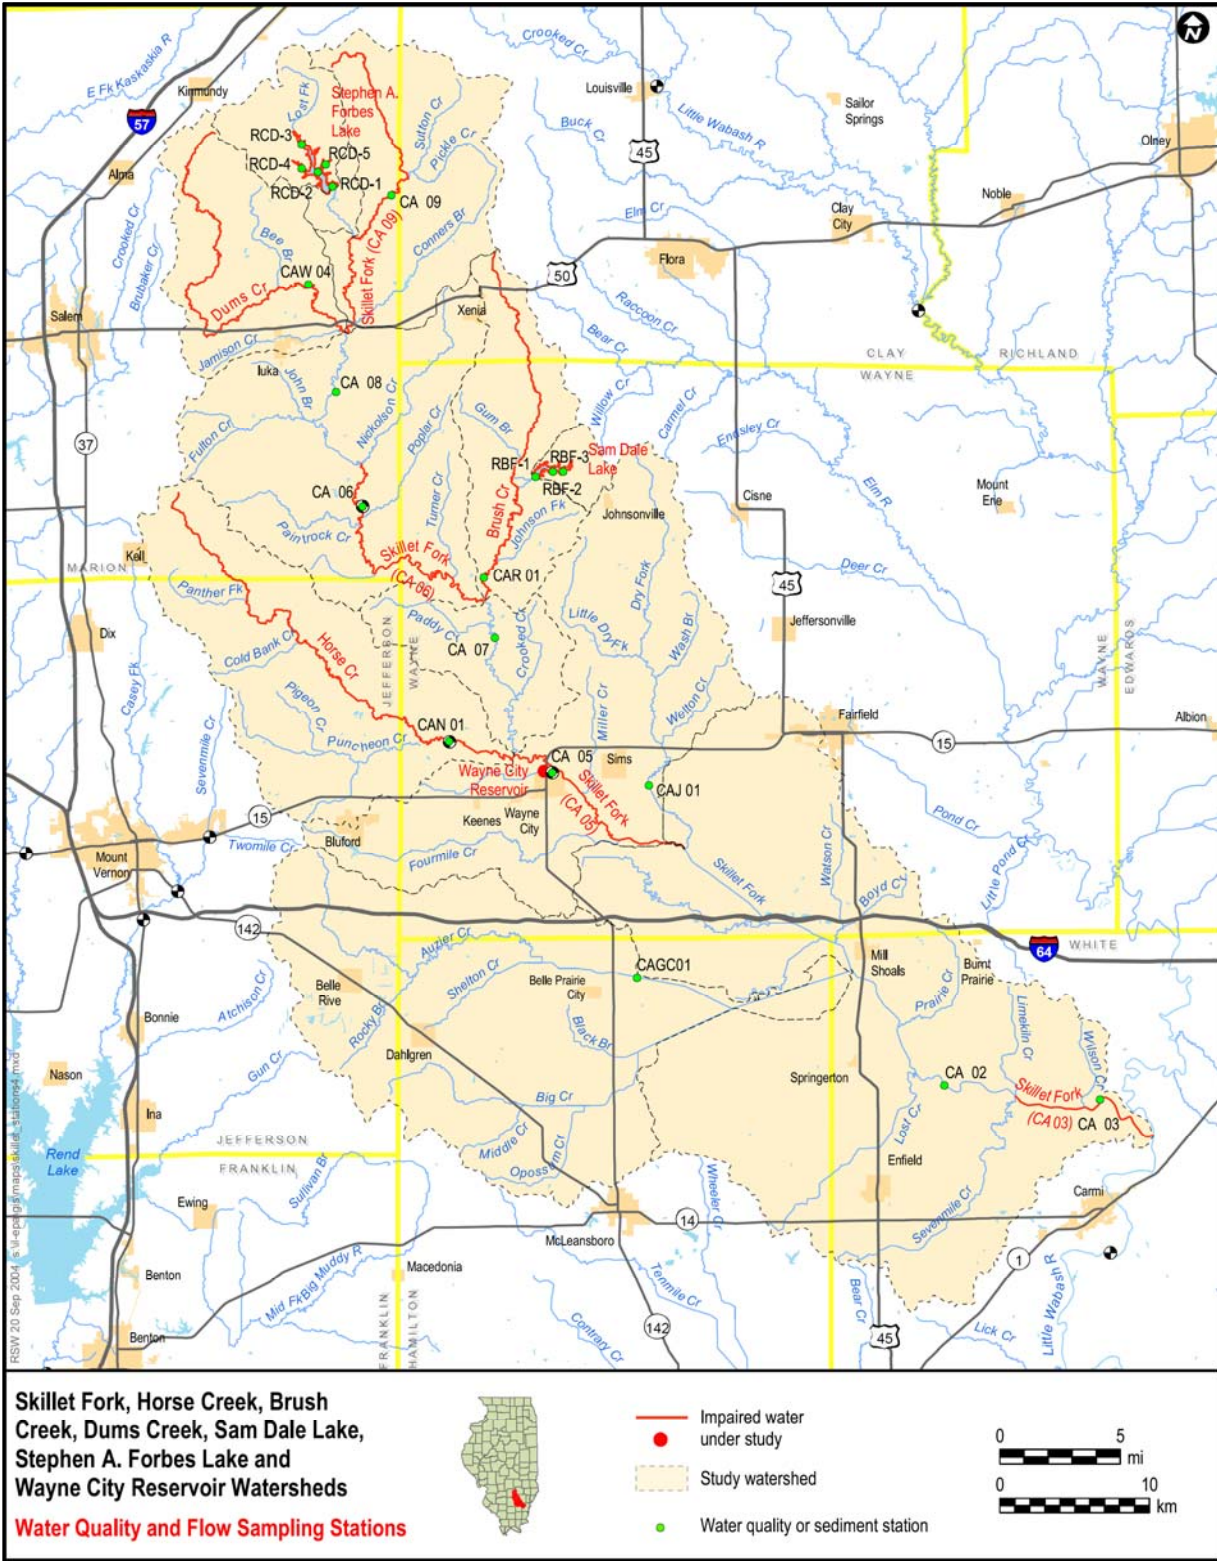 N
Crooked Cr
E Fk Kaskaskia R
Kinmundy
Lost Fk
Stephen A.
Forbes
Lake
Louisville
Little Wabash R
Sailor
Springs
57
Sutton Cr
Buck Cr
Olney
RCD-3
RCD-5
Pickle Cr
45
RCD-4
Alma
RCD-1
RCD-2
CA 09
Noble
Elm Cr
Clay
City
Crooked Cr
Brubaker Cr
Bee Br
Skillet Fork (CA 09)
Conners Br
Flora
CAW 04
50
Dums Cr
Raccoon Cr
Salem
Xenia
Bear Cr
Jamison Cr
CLAY
RICHLAND
WAYNE
Iuka
John Br
CA 08
Willow Cr
Carmel Cr
Nickolson Cr
Poplar Cr
Gum Br
Endsley Cr
37
Fulton Cr
Sam Dale
Lake
RBF-1
RBF-3
RBF-2
Elm R
Mount
Erie
CA 06
Turner Cr
Brush Cr
Cisne
Johnsonville
Paintrock Cr
Johnson Fk
Kell
Skillet Fork
(CA 06)
MARION
CAR 01
Dry Fork
Deer Cr
45
Panther Fk
Dix
JEFFERSON
WAYNE
Paddy Cr
CA 07
Crooked Cr
Little Dry Fk
Wash Br
Jeffersonville
WAYNE
EDWARDS
Horse Cr
Cold Bank Cr
Casey Fk
Sevenmile Cr
Pigeon Cr
Puncheon Cr
CAN 01
Miller Cr
Welton Cr
Fairfield
Albion
15
Wayne City
Reservoir
CA 05
Sims
Skillet Fork
(CA 05)
CAJ 01
15
Keenes
Wayne
City
Bluford
Twomile Cr
Mount
Vernon
Fourmile Cr
Skillet Fork
Watson Cr
Pond Cr
Little Pond Cr
Boyd Cr
142
Auzier Cr
64
WHITE
Mill
Shoals
Burnt
Prairie
Belle
Rive
Shelton Cr
CAGC01
Belle Prairie
City
Atchison Cr
Rocky Br
Prairie Cr
Limekiln Cr
Bonnie
Black Br
Wilson Cr
Gun Cr
Dahlgren
Nason
Springerton
CA 02
Skillet Fork
(CA 03)
CA 03
Ina
Big Cr
Lost Cr
JEFFERSON
FRANKLIN
Rend
Lake
Middle Cr
Opossum Cr
Sullivan Br
Wheeler Cr
Enfield
Carmi
Ewing
Sevenmile Cr
14
McLeansboro
1
Mid Fk Big Muddy R
Macedonia
Benton
Tenmile Cr
Bear Cr
Little Wabash R
FRANKLIN
HAMILTON
Contrary Cr
142
45
Lick Cr
Benton
Skillet Fork, Horse Creek, Brush
Creek, Dums Creek, Sam Dale Lake,
Stephen A. Forbes Lake and
Wayne City Reservoir Watersheds
Water Quality and Flow Sampling Stations
Impaired water
under study
Study watershed
Water quality or sediment station
0 5
mi
0 10
km